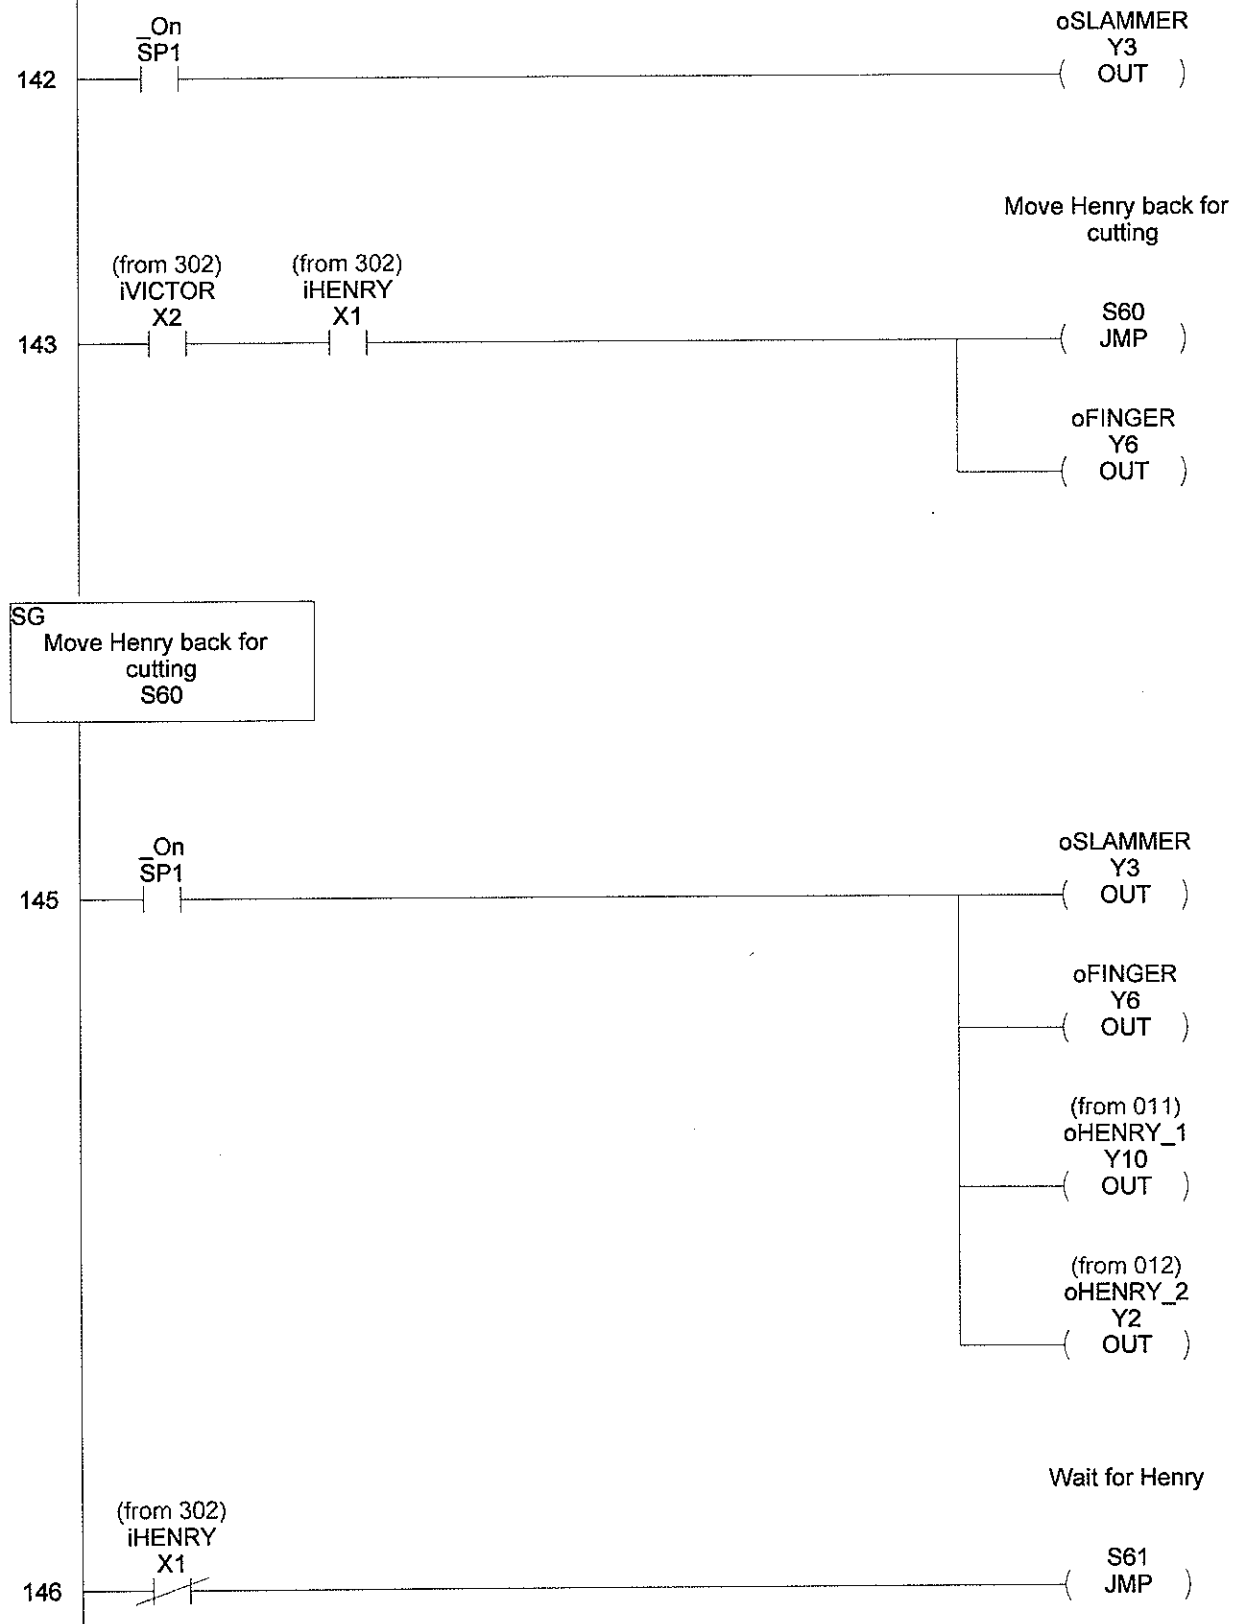 _On
SP1
oSLAMMER
Y3
142
OUT
Move Henry back for
cutting
(from 302)
iVICTOR
X2
(from 302)
iHENRY
X1
S60
143
JMP
oFINGER
Y6
OUT
SG
Move Henry back for
cutting
S60
_On
SP1
oSLAMMER
Y3
145
OUT
oFINGER
Y6
OUT
(from 011)
oHENRY_1
Y10
OUT
(from 012)
oHENRY_2
Y2
OUT
Wait for Henry
(from 302)
iHENRY
X1
S61
146
JMP